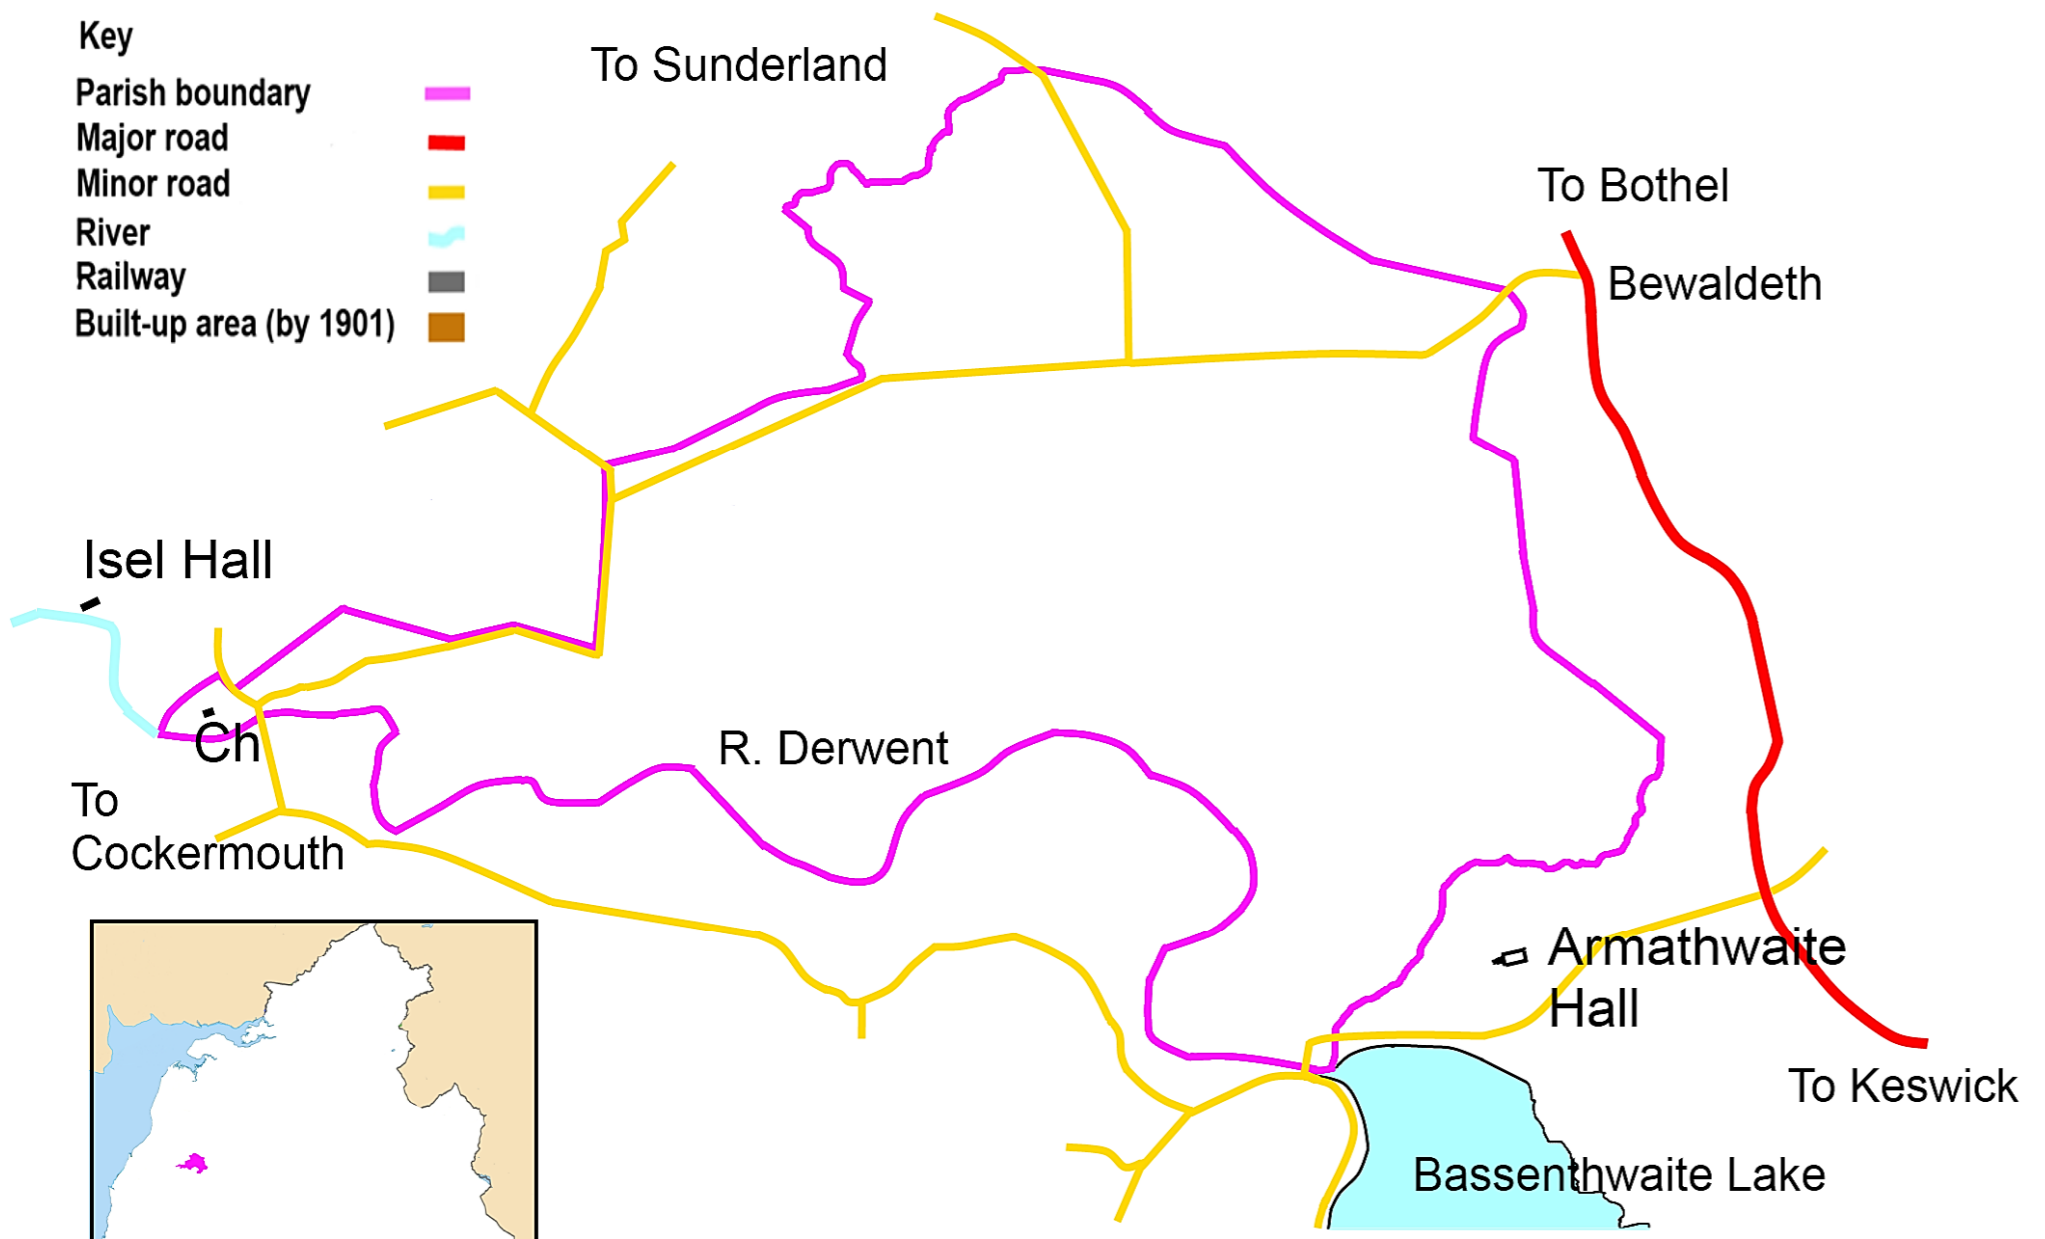 Key
Parish boundary
Major road
Minor road
River
Railway
Built-up area (by 1901)
To Sunderland
To Bothel
Bewaldeth
Isel Hall
Ch
R. Derwent
To
Cockermouth
Armathwaite
Hall
To Keswick
Bassenthwaite Lake